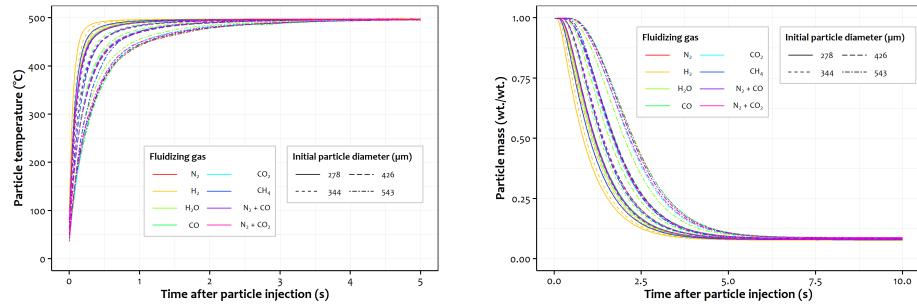 500
400
300
200
100
0
Particle temperature (°C)
Fluidizing gas
N₂
CO₂
H₂
CH₄
H₂O
N₂ + CO
CO
N₂ + CO₂
Initial particle diameter (µm)
278
426
344
543
0
1
2
3
4
5
Time after particle injection (s)
1.00
0.75
0.50
0.25
0.00
Particle mass (wt./wt.)
Fluidizing gas
N₂
CO₂
H₂
CH₄
H₂O
N₂ + CO
CO
N₂ + CO₂
Initial particle diameter (µm)
278
426
344
543
0.0
2.5
5.0
7.5
10.0
Time after particle injection (s)